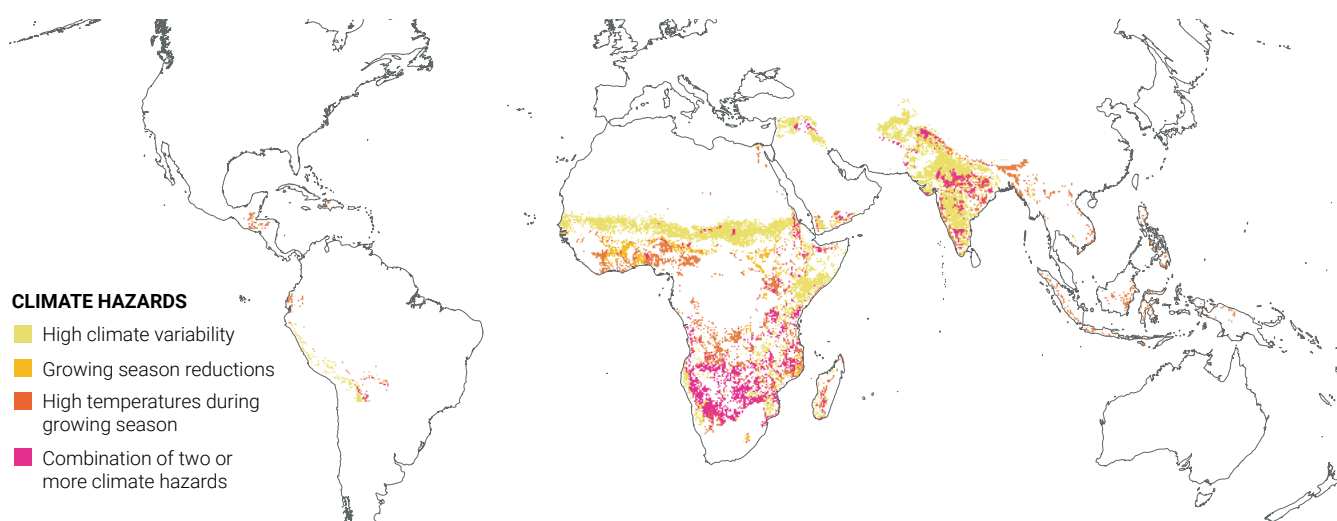 CLIMATE HAZARDS
High climate variability
Growing season reductions
High temperatures during
growing season
Combination of two or
more climate hazards